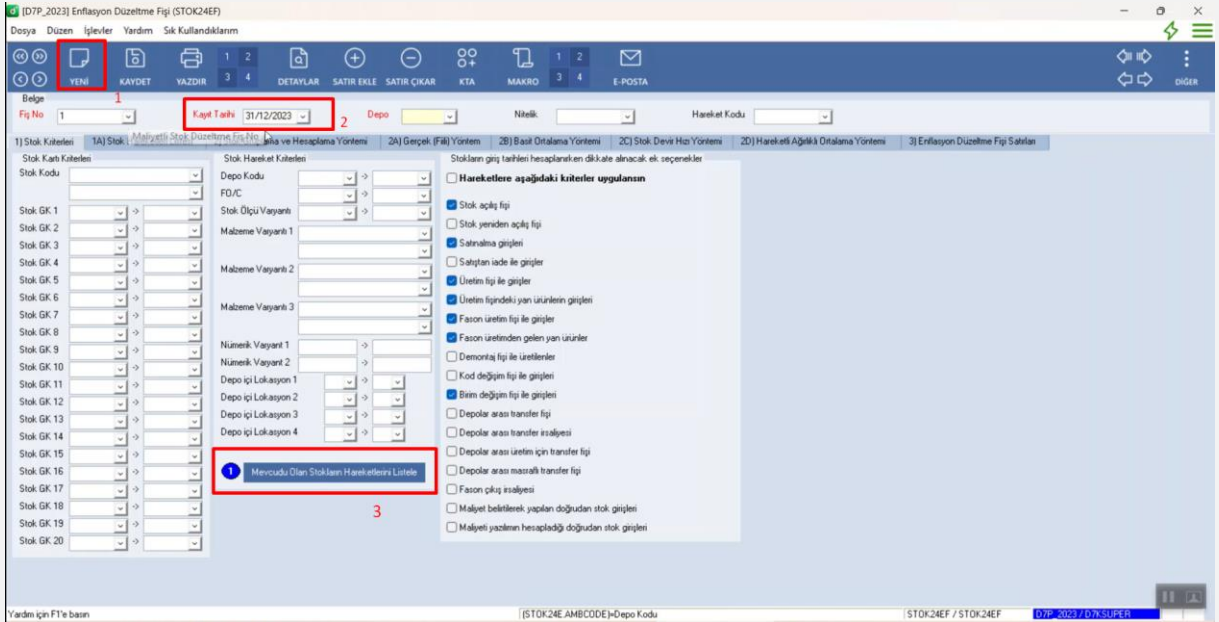 [D7P_2023] Enflasyon Düzeltme Fişi (STOK24EF)
Dosya Düzen İşlevler Yardım Sık Kullandıklarım
YENİ KAYDET YAZDIR 1 2 3 4 DETAYLAR SATIR EKLE SATIR ÇIKAR KTA MAKRO 1 2 3 4 E-POSTA DİĞER
1
Belge
Fiş No 1 Kayıt Tarihi 31/12/2023 2 Depo Nitelik Hareket Kodu
Maliyetli Stok Düzeltme Fiş No
1) Stok Kriterleri 1A) Stok ma ve Hesaplama Yöntemi 2A) Gerçek (Fiili) Yöntem 2B) Basit Ortalama Yöntemi 2C) Stok Devir Hızı Yöntemi 2D) Hareketli Ağırlıklı Ortalama Yöntemi 3) Enflasyon Düzeltme Fişi Satırları
Stok Kartı Kriterleri
Stok Kodu
Stok GK 1 ->
Stok GK 2 ->
Stok GK 3 ->
Stok GK 4 ->
Stok GK 5 ->
Stok GK 6 ->
Stok GK 7 ->
Stok GK 8 ->
Stok GK 9 ->
Stok GK 10 ->
Stok GK 11 ->
Stok GK 12 ->
Stok GK 13 ->
Stok GK 14 ->
Stok GK 15 ->
Stok GK 16 ->
Stok GK 17 ->
Stok GK 18 ->
Stok GK 19 ->
Stok GK 20 ->
Stok Hareket Kriterleri
Depo Kodu ->
FO/C ->
Stok Ölçü Varyantı ->
Malzeme Varyantı 1
Malzeme Varyantı 2
Malzeme Varyantı 3
Nümerik Varyant 1 ->
Nümerik Varyant 2 ->
Depo içi Lokasyon 1 ->
Depo içi Lokasyon 2 ->
Depo içi Lokasyon 3 ->
Depo içi Lokasyon 4 ->
1 Mevcudu Olan Stokların Hareketlerini Listele
3
Stokların giriş tarihleri hesaplanırken dikkate alınacak ek seçenekler
Hareketlere aşağıdaki kriterler uygulansın
Stok açılış fişi
Stok yeniden açılış fişi
Satınalma girişleri
Satıştan iade ile girişler
Üretim fişi ile girişler
Üretim fişindeki yan ürünlerin girişleri
Fason üretim fişi ile girişler
Fason üretimden gelen yan ürünler
Demontaj fişi ile üretilenler
Kod değişim fişi ile girişleri
Birim değişim fişi ile girişleri
Depolar arası transfer fişi
Depolar arası transfer irsaliyesi
Depolar arası üretim için transfer fişi
Depolar arası masraflı transfer fişi
Fason çıkış irsaliyesi
Maliyet belirtilerek yapılan doğrudan stok girişleri
Maliyeti yazılımın hesapladığı doğrudan stok girişleri
Yardım için F1'e basın (STOK24E.AMBCODE)=Depo Kodu STOK24EF / STOK24EF D7P_2023 / D7KSUPER